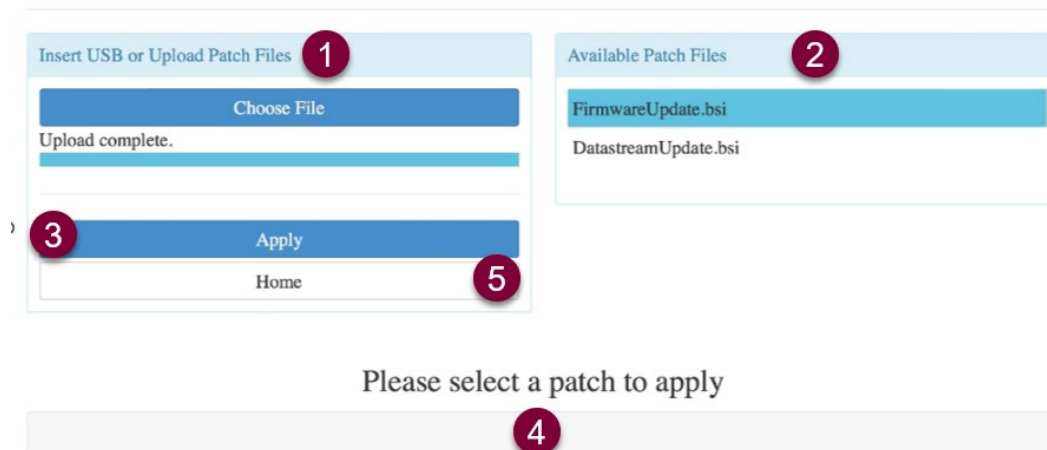 Insert USB or Upload Patch Files 1
Available Patch Files 2
Choose File
Upload complete.
FirmwareUpdate.bsi
DatastreamUpdate.bsi
3 Apply
Home 5
Please select a patch to apply
4